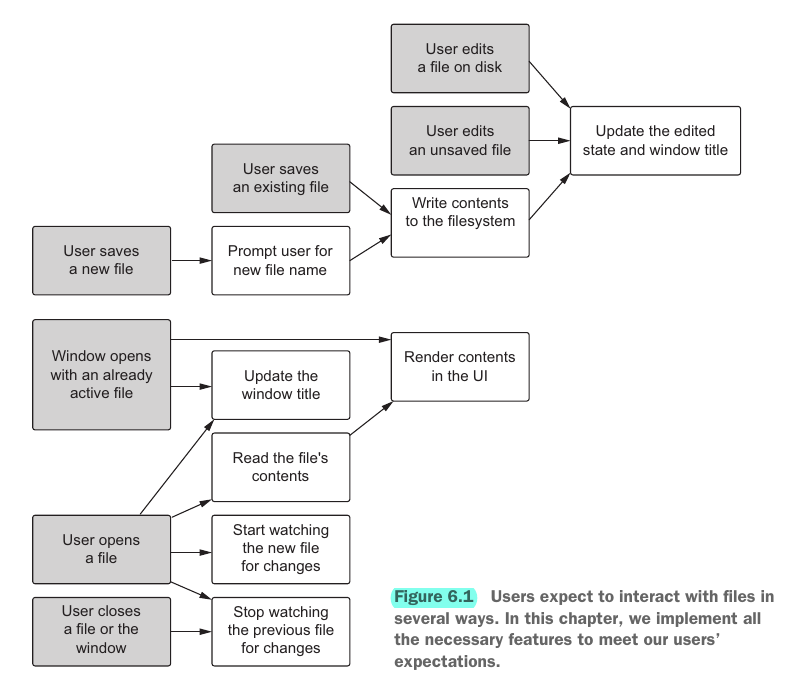 User edits
a file on disk
User edits
an unsaved file
Update the edited
state and window title
User saves
an existing file
Write contents
to the filesystem
User saves
a new file
Prompt user for
new file name
Window opens
with an already
active file
Update the
window title
Render contents
in the UI
Read the file's
contents
User opens
a file
Start watching
the new file
for changes
User closes
a file or the
window
Stop watching
the previous file
for changes
Figure 6.1 Users expect to interact with files in
several ways. In this chapter, we implement all
the necessary features to meet our users’
expectations.